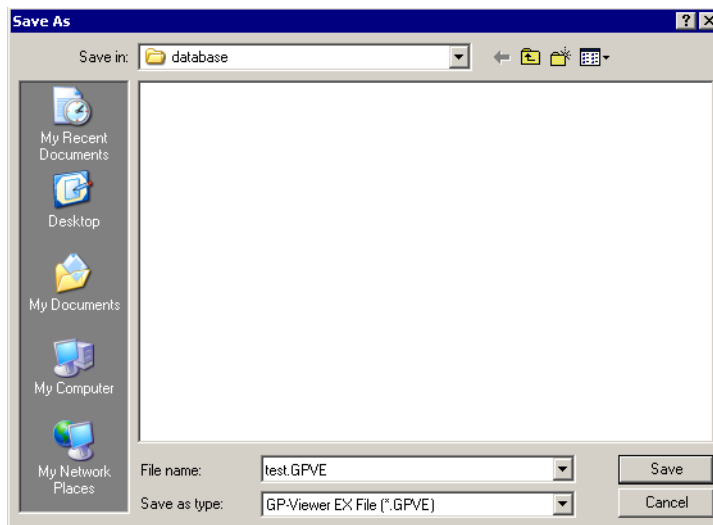 Save As
Save in:
database
My Recent
Documents
Desktop
My Documents
My Computer
My Network
Places
File name:
test.GPVE
Save
Save as type:
GP-Viewer EX File (*.GPVE)
Cancel